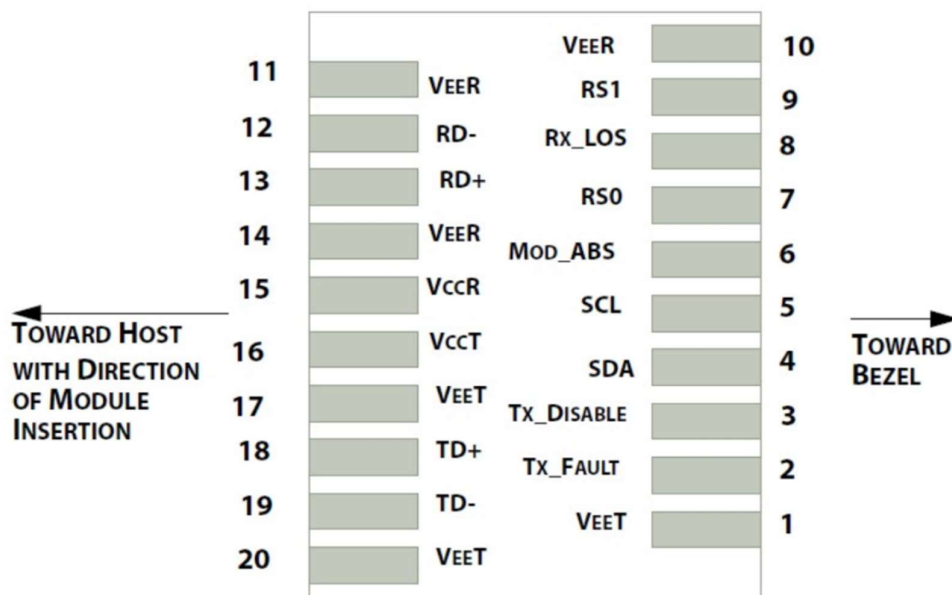 11 VEER
12 RD-
13 RD+
14 VEER
15 VCCR
16 VCCT
17 VEET
18 TD+
19 TD-
20 VEET
VEER 10
RS1 9
RX_LOS 8
RS0 7
MOD_ABS 6
SCL 5
SDA 4
TX_DISABLE 3
TX_FAULT 2
VEET 1
TOWARD HOST
WITH DIRECTION
OF MODULE
INSERTION
TOWARD
BEZEL